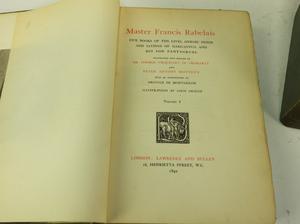 Master Francis Rabelais
FIVE BOOKS OF THE LIVES, HEROIC DEEDS
AND SAYINGS OF GARGANTUA AND
HIS SON PANTAGRUEL
TRANSLATED INTO ENGLISH BY
SIR THOMAS URQUHART OF CROMARTY
AND
PETER ANTONY MOTTEUX
WITH AN INTRODUCTION BY
ANATOLE DE MONTAIGLON
ILLUSTRATIONS BY LOUIS CHALON
VOLUME I
LONDON: LAWRENCE AND BULLEN
16, HENRIETTA STREET, W.C.
1892